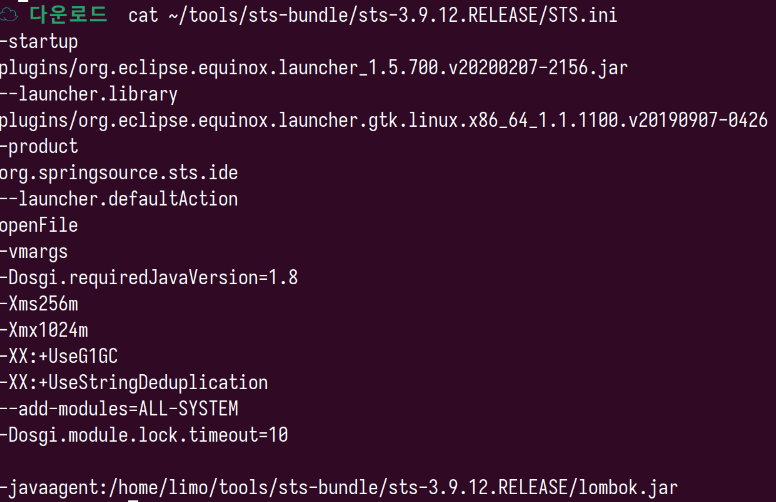 다운로드 cat ~/tools/sts-bundle/sts-3.9.12.RELEASE/STS.ini
-startup
plugins/org.eclipse.equinox.launcher_1.5.700.v20200207-2156.jar
--launcher.library
plugins/org.eclipse.equinox.launcher.gtk.linux.x86_64_1.1.1100.v20190907-0426
-product
org.springsource.sts.ide
--launcher.defaultAction
openFile
-vmargs
-Dosgi.requiredJavaVersion=1.8
-Xms256m
-Xmx1024m
-XX:+UseG1GC
-XX:+UseStringDeduplication
--add-modules=ALL-SYSTEM
-Dosgi.module.lock.timeout=10
-javaagent:/home/limo/tools/sts-bundle/sts-3.9.12.RELEASE/lombok.jar